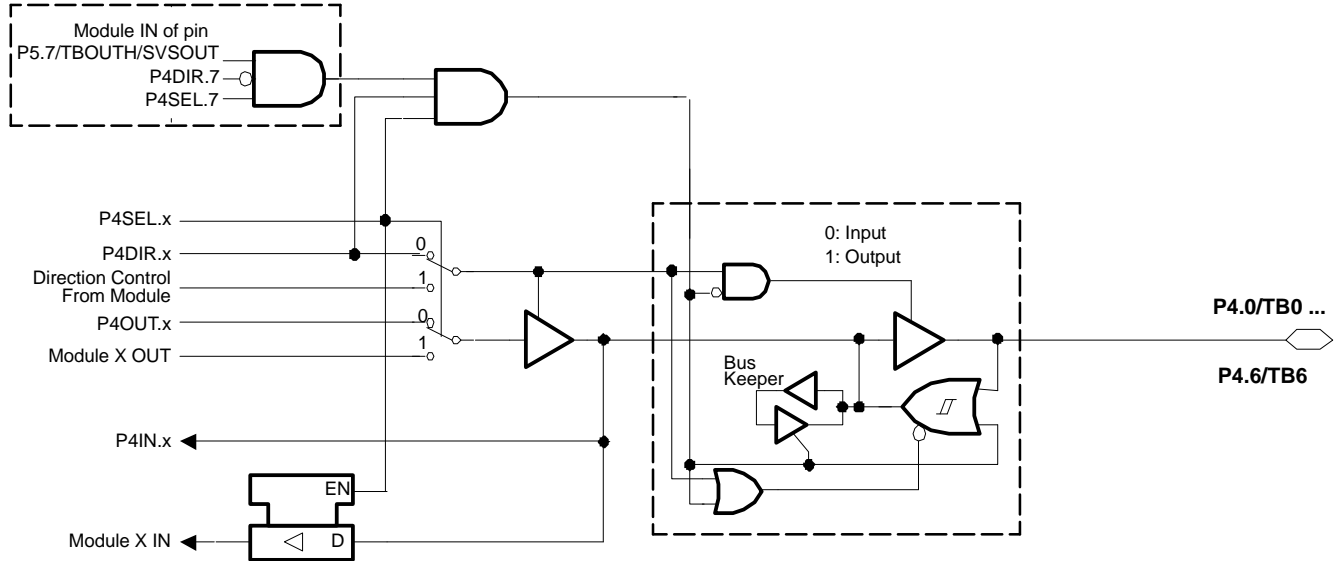 Module IN of pin
P5.7/TBOUTH/SVSOUT
P4DIR.7
P4SEL.7
P4SEL.x
P4DIR.x
0
Direction Control
From Module
1
P4OUT.x
0
Module X OUT
1
0: Input
1: Output
P4.0/TB0 ...
P4.6/TB6
Bus
Keeper
P4IN.x
EN
Module X IN
D